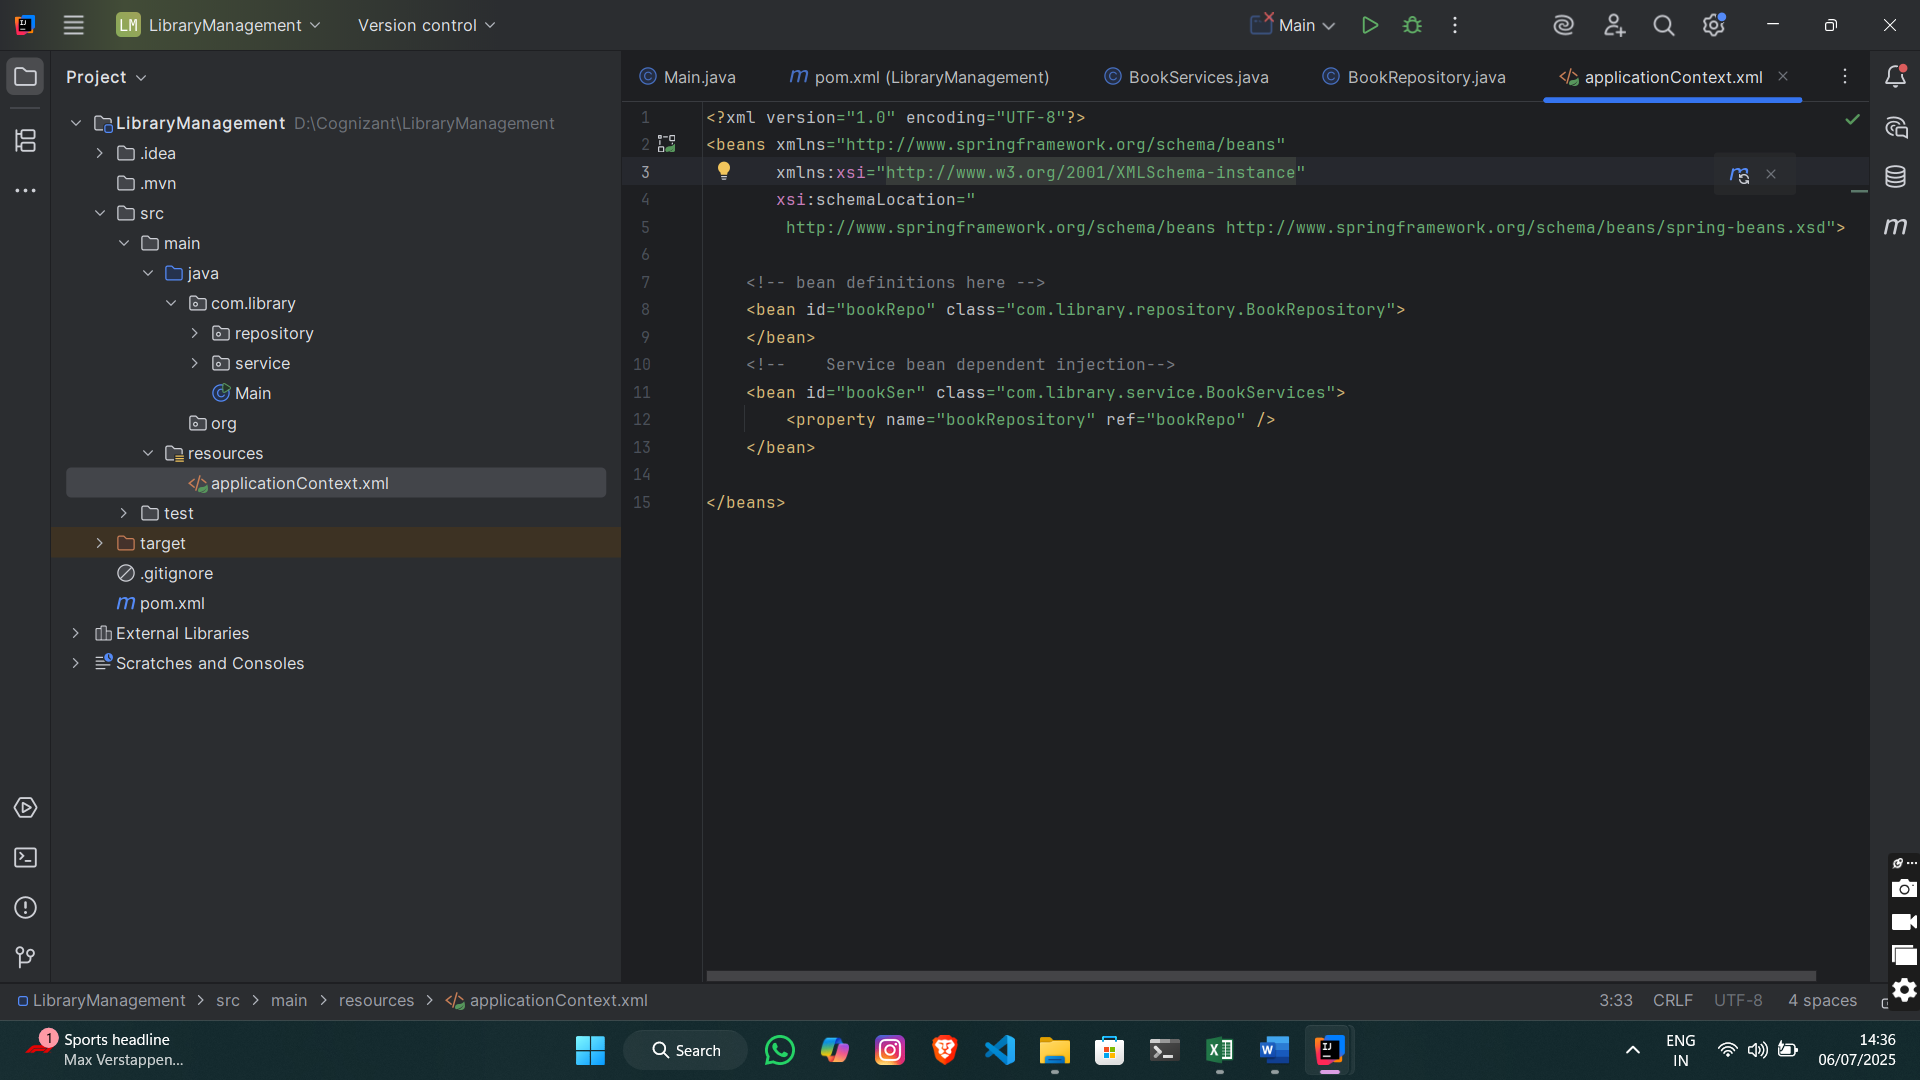 LM LibraryManagement Version control Main
Project
LibraryManagement D:\Cognizant\LibraryManagement
.idea
.mvn
src
main
java
com.library
repository
service
Main
org
resources
applicationContext.xml
test
target
.gitignore
pom.xml
External Libraries
Scratches and Consoles
Main.java pom.xml (LibraryManagement) BookServices.java BookRepository.java applicationContext.xml
1 <?xml version="1.0" encoding="UTF-8"?>
2 <beans xmlns="http://www.springframework.org/schema/beans"
3 xmlns:xsi="http://www.w3.org/2001/XMLSchema-instance"
4 xsi:schemaLocation="
5 http://www.springframework.org/schema/beans http://www.springframework.org/schema/beans/spring-beans.xsd">
6
7 <!-- bean definitions here -->
8 <bean id="bookRepo" class="com.library.repository.BookRepository">
9 </bean>
10 <!-- Service bean dependent injection-->
11 <bean id="bookSer" class="com.library.service.BookServices">
12 <property name="bookRepository" ref="bookRepo" />
13 </bean>
14
15 </beans>
LibraryManagement > src > main > resources > applicationContext.xml 3:33 CRLF UTF-8 4 spaces
1 Sports headline
Max Verstappen...
Search
ENG
IN
14:36
06/07/2025